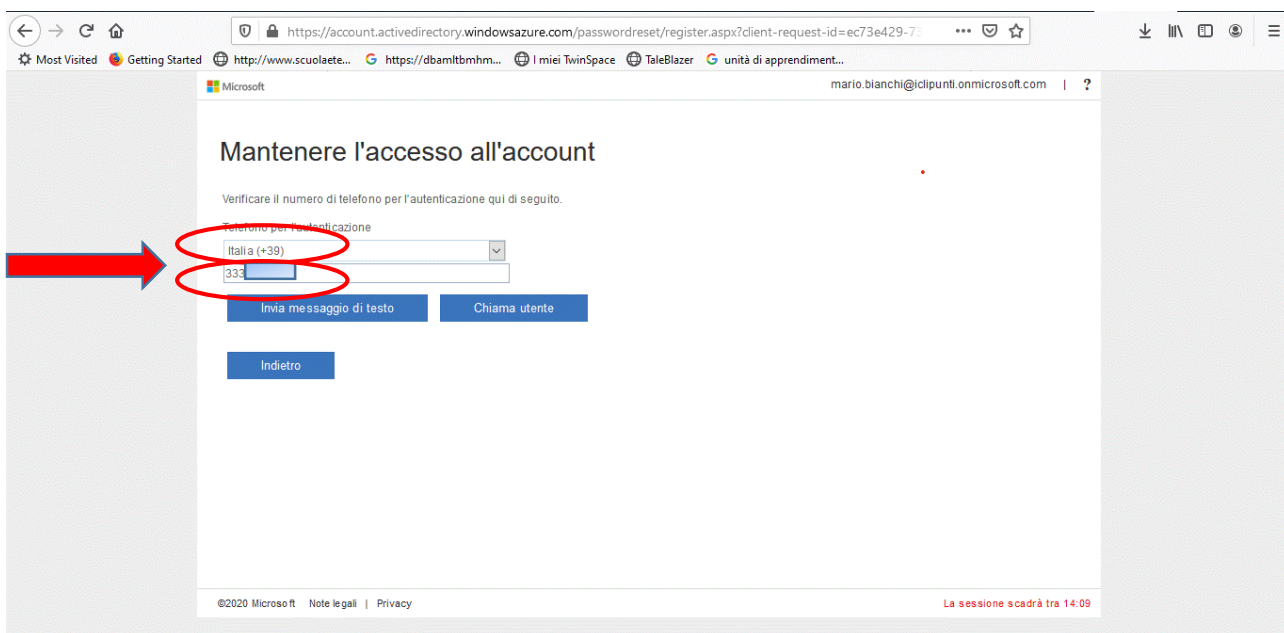 https://account.activedirectory.windowsazure.com/passwordreset/register.aspx?client-request-id=ec73e429-73
Most Visited Getting Started http://www.scuolaete... https://dbamltbmhm... I miei TwinSpace TaleBlazer unità di apprendiment...
Microsoft mario.bianchi@iclipunti.onmicrosoft.com | ?
Mantenere l'accesso all'account
Verificare il numero di telefono per l'autenticazione qui di seguito.
Telefono per l'autenticazione
Italia (+39)
333
Invia messaggio di testo Chiama utente
Indietro
©2020 Microsoft Note legali | Privacy La sessione scadrà tra 14:09